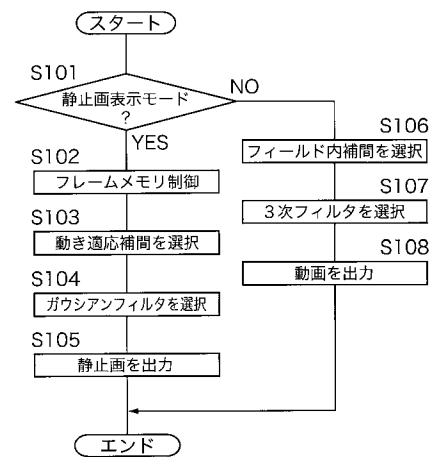 スタート
S101
静止画表示モード
?
NO
YES
S102
フレームメモリ制御
S103
動き適応補間を選択
S104
ガウシアンフィルタを選択
S105
静止画を出力
S106
フィールド内補間を選択
S107
3次フィルタを選択
S108
動画を出力
エンド